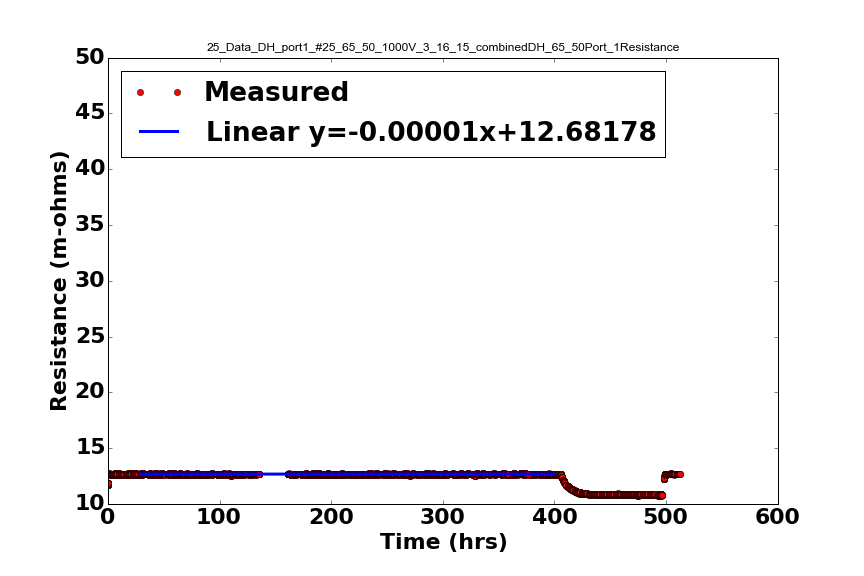 25_Data_DH_port1_#25_65_50_1000V_3_16_15_combinedDH_65_50Port_1Resistance
Measured
Linear y=-0.00001x+12.68178
50
45
40
35
30
25
20
15
10
Resistance (m-ohms)
0 100 200 300 400 500 600
Time (hrs)